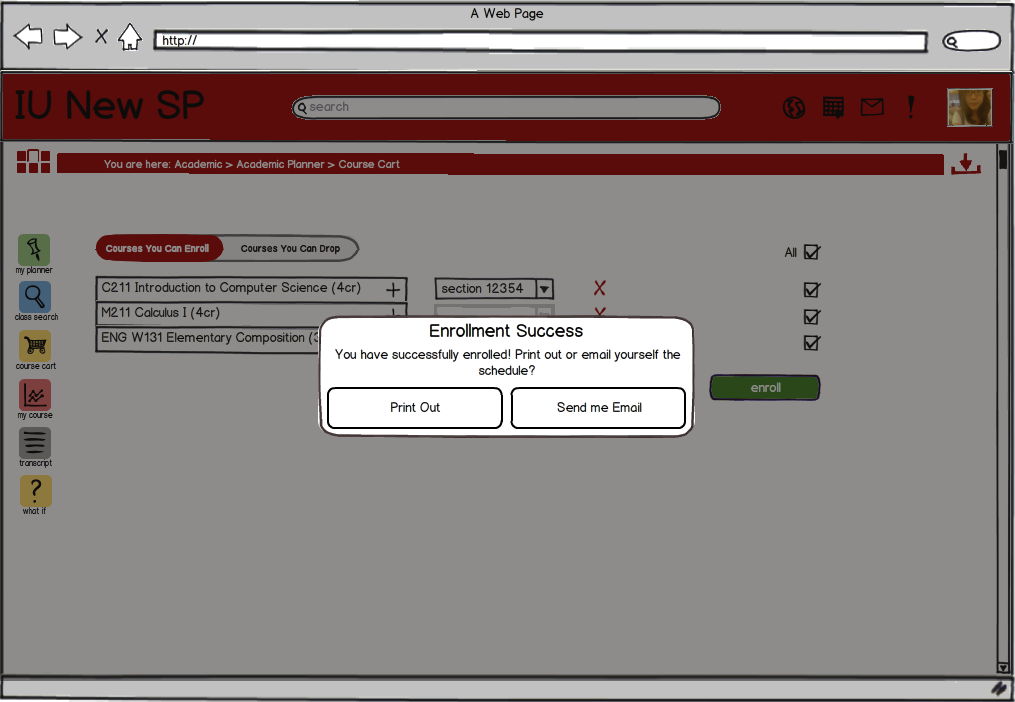 A Web Page
X
http://
IU New SP
search
!
You are here: Academic > Academic Planner > Course Cart
Courses You Can Enroll
Courses You Can Drop
All
my planner
C211 Introduction to Computer Science (4cr)
section 12354
X
class search
M211 Calculus I (4cr)
X
ENG W131 Elementary Composition (3
Enrollment Success
You have successfully enrolled! Print out or email yourself the
schedule?
Print Out
Send me Email
enroll
course cart
my course
transcript
?
what if